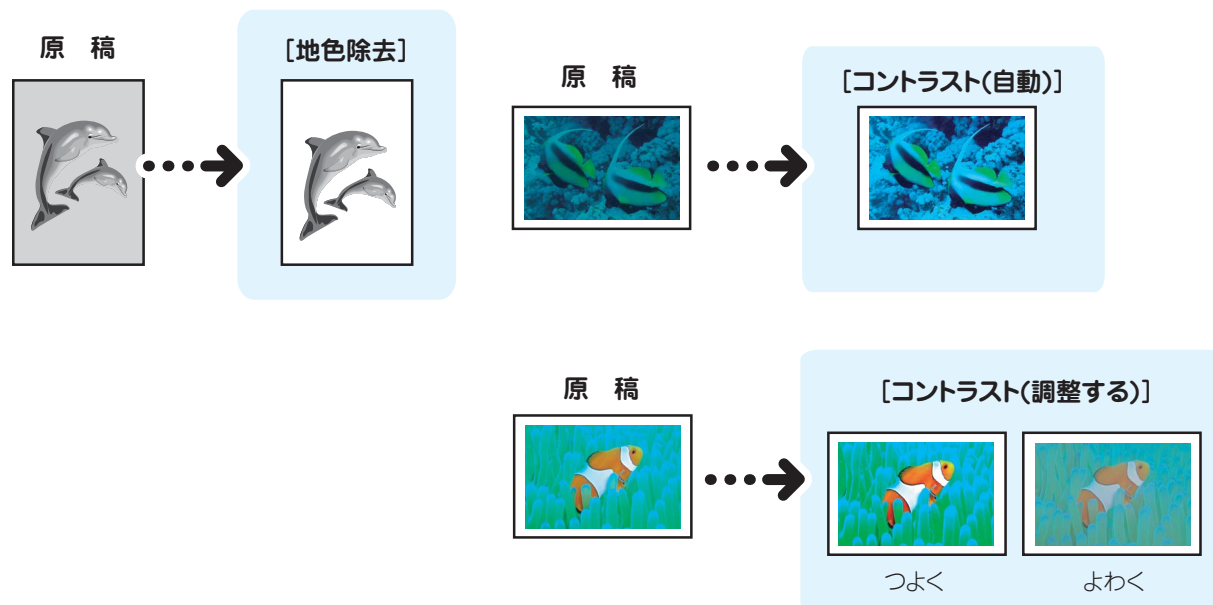 原　稿
[地色除去]
原　稿
[コントラスト(自動)]
原　稿
[コントラスト(調整する)]
つよく
よわく